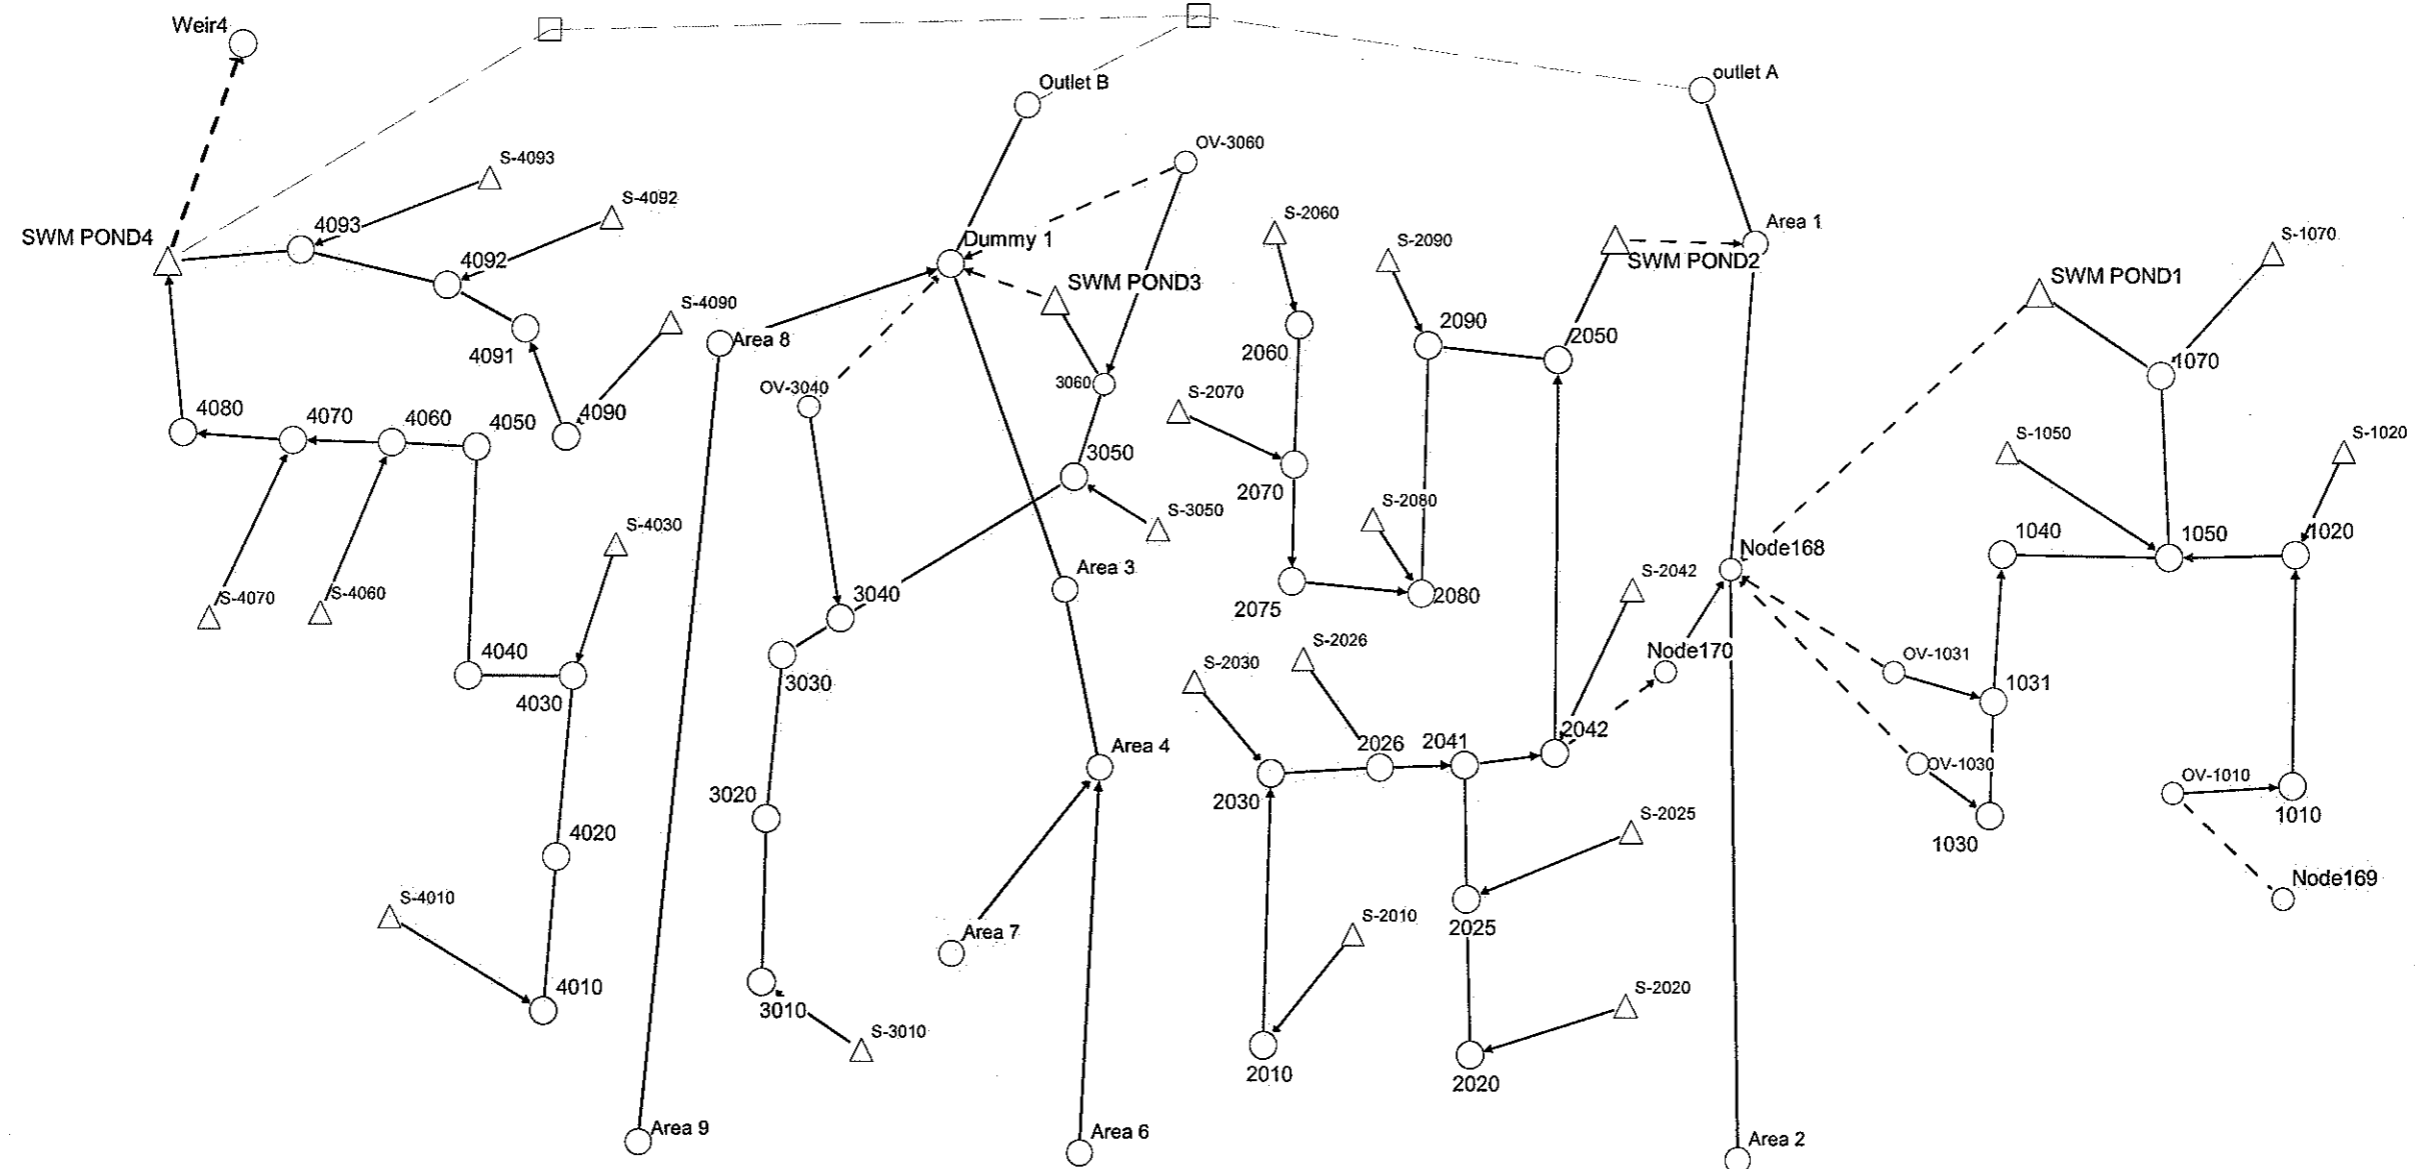 Weir4
Outlet B
outlet A
OV-3060
S-4093
S-4092
S-2060
Area 1
4093
SWM POND4
Dummy 1
S-2090
S-1070
4092
SWM POND2
SWM POND3
SWM POND1
S-4090
2090
2050
4091
Area 8
2060
1070
3060
OV-3040
S-2070
4080
4070
4060
4050
4090
S-1050
S-1020
3050
2070
S-2080
S-3050
S-4030
1040
1050
1020
Node168
Area 3
S-2042
3040
2080
2075
S-4070
S-4060
S-2026
Node170
4040
S-2030
OV-1031
3030
1031
4030
2042
2041
2026
Area 4
OV-1030
OV-1010
3020
2030
1010
4020
S-2025
1030
Node169
S-4010
S-2010
2025
Area 7
4010
S-2020
3010
S-3010
2010
2020
Area 9
Area 6
Area 2